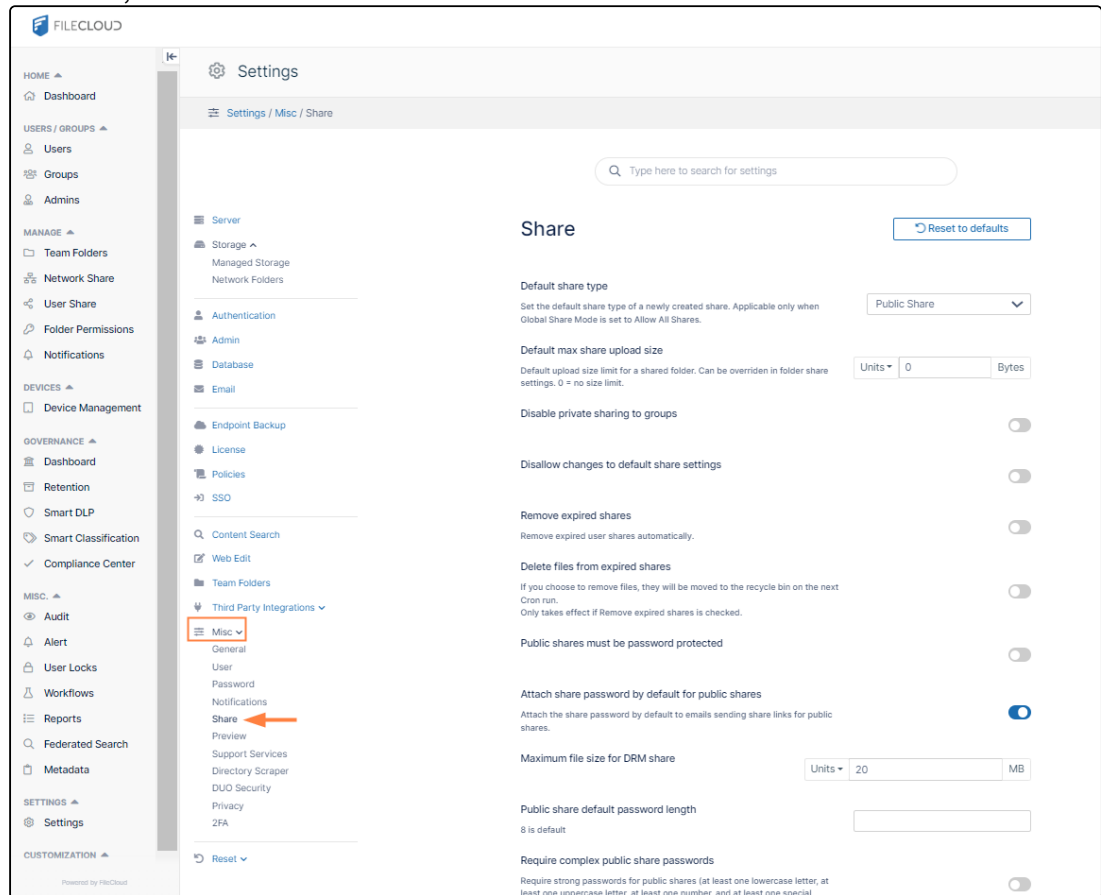 FILECLOUD
HOME
Dashboard
USERS / GROUPS
Users
Groups
Admins
MANAGE
Team Folders
Network Share
User Share
Folder Permissions
Notifications
DEVICES
Device Management
GOVERNANCE
Dashboard
Retention
Smart DLP
Smart Classification
Compliance Center
MISC.
Audit
Alert
User Locks
Workflows
Reports
Federated Search
Metadata
SETTINGS
Settings
CUSTOMIZATION
Powered by FileCloud
Settings
Settings / Misc / Share
Type here to search for settings
Server
Storage
Managed Storage
Network Folders
Authentication
Admin
Database
Email
Endpoint Backup
License
Policies
SSO
Content Search
Web Edit
Team Folders
Third Party Integrations
Misc
General
User
Password
Notifications
Share
Preview
Support Services
Directory Scraper
DUO Security
Privacy
2FA
Reset
Share
Reset to defaults
Default share type
Set the default share type of a newly created share. Applicable only when
Global Share Mode is set to Allow All Shares.
Public Share
Default max share upload size
Default upload size limit for a shared folder. Can be overriden in folder share
settings. 0 = no size limit.
Units 0 Bytes
Disable private sharing to groups
Disallow changes to default share settings
Remove expired shares
Remove expired user shares automatically.
Delete files from expired shares
If you choose to remove files, they will be moved to the recycle bin on the next
Cron run.
Only takes effect if Remove expired shares is checked.
Public shares must be password protected
Attach share password by default for public shares
Attach the share password by default to emails sending share links for public
shares.
Maximum file size for DRM share
Units 20 MB
Public share default password length
8 is default
Require complex public share passwords
Require strong passwords for public shares (at least one lowercase letter, at
least one uppercase letter, at least one number, and at least one special